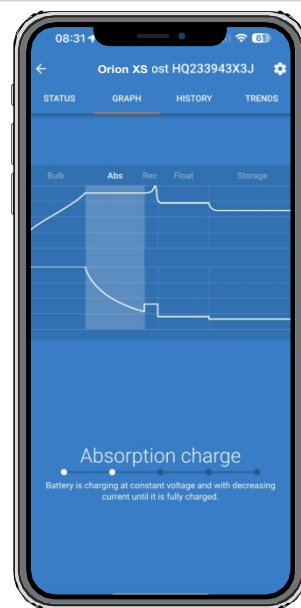 08:31 61
Orion XS ost HQ233943X3J
STATUS GRAPH HISTORY TRENDS
Bulk Abs Rec Float Storage
Absorption charge
Battery is charging at constant voltage and with decreasing
current until it is fully charged.